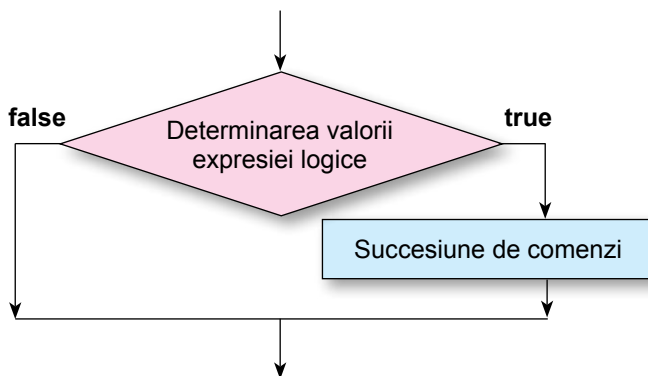 false
true
Determinarea valorii
expresiei logice
Succesiune de comenzi